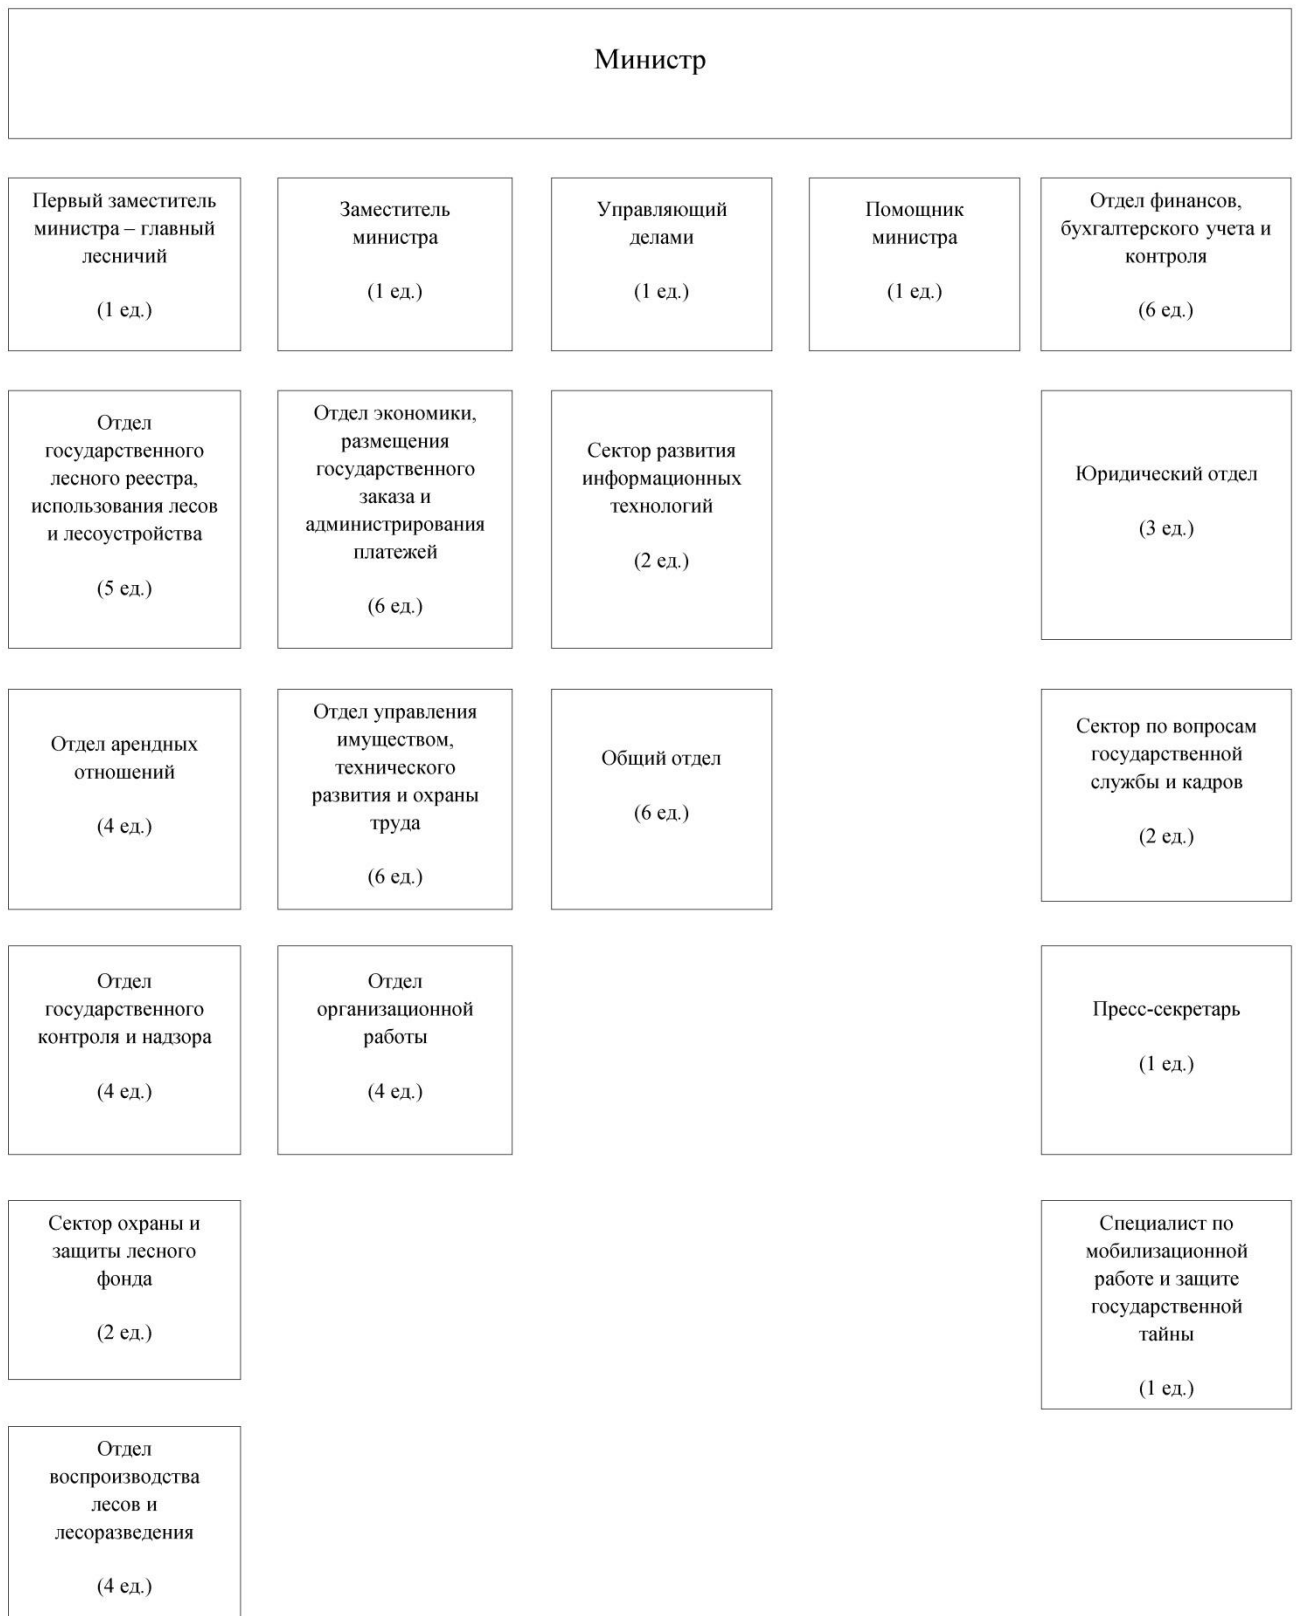 Министр
Первый заместитель
министра – главный
лесничий
(1 ед.)
Заместитель
министра
(1 ед.)
Управляющий
делами
(1 ед.)
Помощник
министра
(1 ед.)
Отдел финансов,
бухгалтерского учета и
контроля
(6 ед.)
Отдел
государственного
лесного реестра,
использования лесов
и лесоустройства
(5 ед.)
Отдел экономики,
размещения
государственного
заказа и
администрирования
платежей
(6 ед.)
Сектор развития
информационных
технологий
(2 ед.)
Юридический отдел
(3 ед.)
Отдел арендных
отношений
(4 ед.)
Отдел управления
имуществом,
технического
развития и охраны
труда
(6 ед.)
Общий отдел
(6 ед.)
Сектор по вопросам
государственной
службы и кадров
(2 ед.)
Отдел
государственного
контроля и надзора
(4 ед.)
Отдел
организационной
работы
(4 ед.)
Пресс-секретарь
(1 ед.)
Сектор охраны и
защиты лесного
фонда
(2 ед.)
Специалист по
мобилизационной
работе и защите
государственной
тайны
(1 ед.)
Отдел
воспроизводства
лесов и
лесоразведения
(4 ед.)